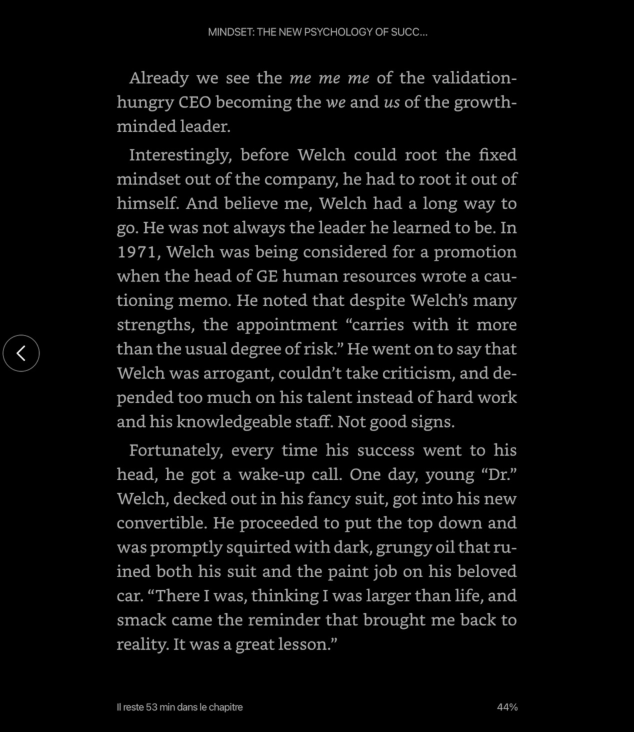 MINDSET: THE NEW PSYCHOLOGY OF SUCC...
Already we see the me me me of the validation-
hungry CEO becoming the we and us of the growth-
minded leader.
Interestingly, before Welch could root the fixed
mindset out of the company, he had to root it out of
himself. And believe me, Welch had a long way to
go. He was not always the leader he learned to be. In
1971, Welch was being considered for a promotion
when the head of GE human resources wrote a cau-
tioning memo. He noted that despite Welch’s many
strengths, the appointment “carries with it more
than the usual degree of risk.” He went on to say that
Welch was arrogant, couldn’t take criticism, and de-
pended too much on his talent instead of hard work
and his knowledgeable staff. Not good signs.
Fortunately, every time his success went to his
head, he got a wake-up call. One day, young “Dr.”
Welch, decked out in his fancy suit, got into his new
convertible. He proceeded to put the top down and
was promptly squirted with dark, grungy oil that ru-
ined both his suit and the paint job on his beloved
car. “There I was, thinking I was larger than life, and
smack came the reminder that brought me back to
reality. It was a great lesson.”
Il reste 53 min dans le chapitre
44%